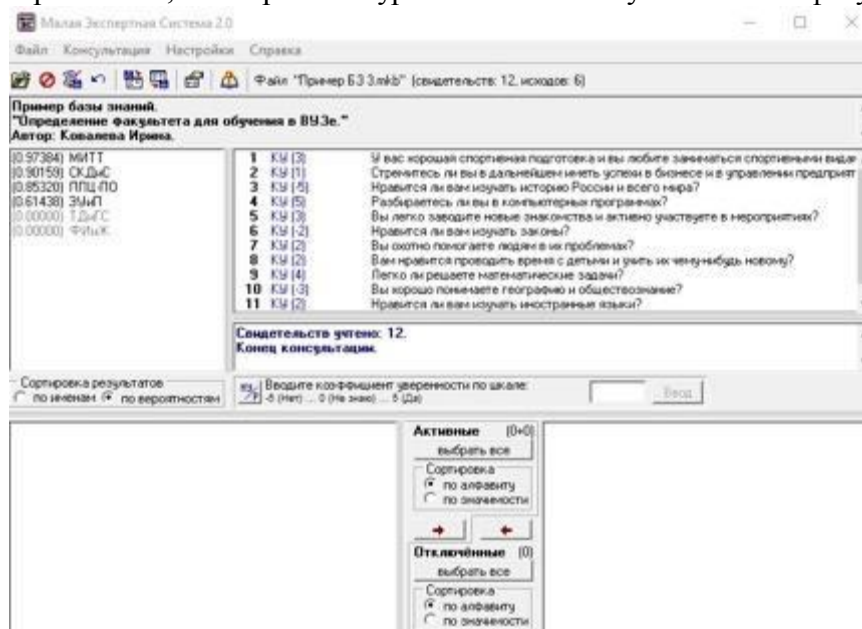 Малая Экспертная Система 2.0
Файл Консультация Настройки Справка
Файл "Пример БЗ 3.mkb" (свидетельств: 12, исходов: 6)
Пример базы знаний.
"Определение факультета для обучения в ВУЗе."
Автор: Ковалева Ирина.
(0.97384) МИТТ
(0.90159) СКДиС
(0.85320) ППЦ-ПО
(0.61438) ЭУиП
(0.00000) ТДиГС
(0.00000) ФИиЖ
1 КУ (3) У вас хорошая спортивная подготовка и вы любите заниматься спортивными видам
2 КУ (1) Стремитесь ли вы в дальнейшем иметь успехи в бизнесе и в управлении предприят
3 КУ (-5) Нравится ли вам изучать историю России и всего мира?
4 КУ (5) Разбираетесь ли вы в компьютерных программах?
5 КУ (3) Вы легко заводите новые знакомства и активно участвуете в мероприятиях?
6 КУ (-2) Нравится ли вам изучать законы?
7 КУ (2) Вы охотно помогаете людям в их проблемах?
8 КУ (2) Вам нравится проводить время с детьми и учить их чему-нибудь новому?
9 КУ (4) Легко ли решаете математические задачи?
10 КУ (-3) Вы хорошо понимаете географию и обществознание?
11 КУ (2) Нравится ли вам изучать иностранные языки?
Свидетельств учтено: 12.
Конец консультации.
Сортировка результатов
по именам по вероятностям
Вводите коэффициент уверенности по шкале:
-5 (Нет) ... 0 (Не знаю) ... 5 (Да)
Ввод
Активные (0+0)
выбрать все
Сортировка
по алфавиту
по значимости
Отключённые (0)
выбрать все
Сортировка
по алфавиту
по значимости